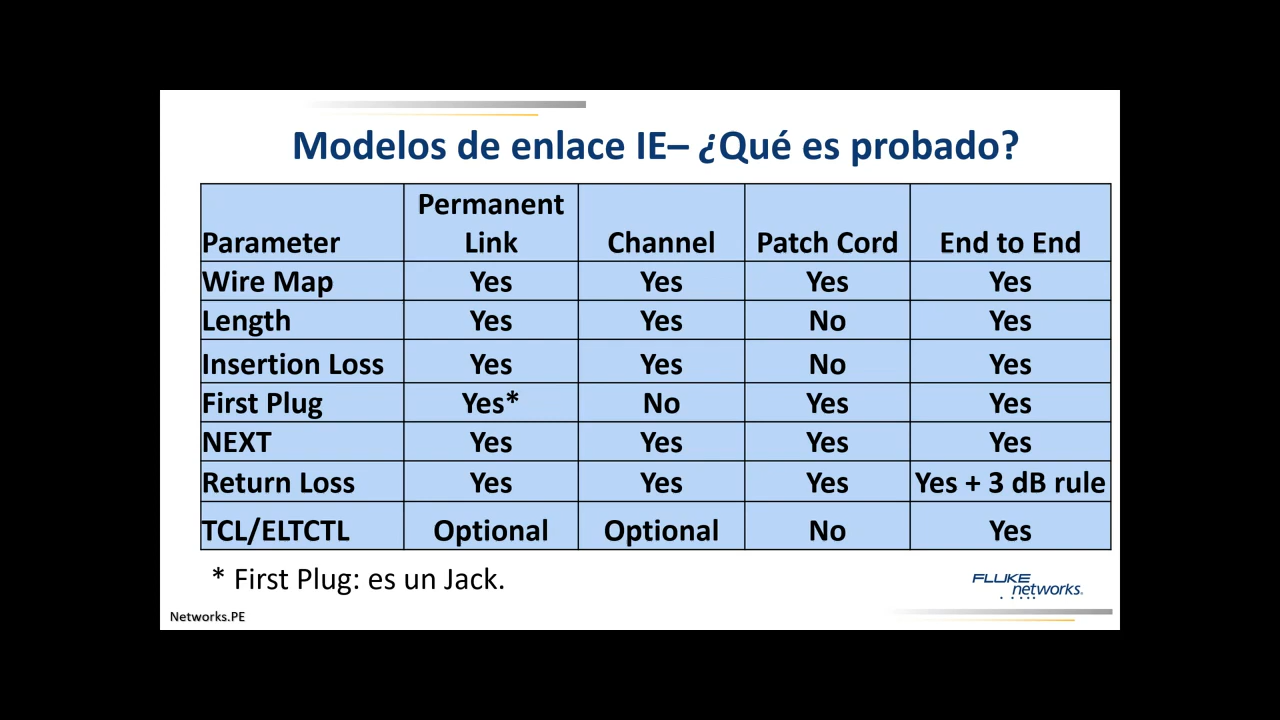 Modelos de enlace IE– ¿Qué es probado?
Parameter Permanent Link Channel Patch Cord End to End
Wire Map Yes Yes Yes Yes
Length Yes Yes No Yes
Insertion Loss Yes Yes No Yes
First Plug Yes* No Yes Yes
NEXT Yes Yes Yes Yes
Return Loss Yes Yes Yes Yes + 3 dB rule
TCL/ELTCTL Optional Optional No Yes
* First Plug: es un Jack.
FLUKE
networks.
Networks.PE